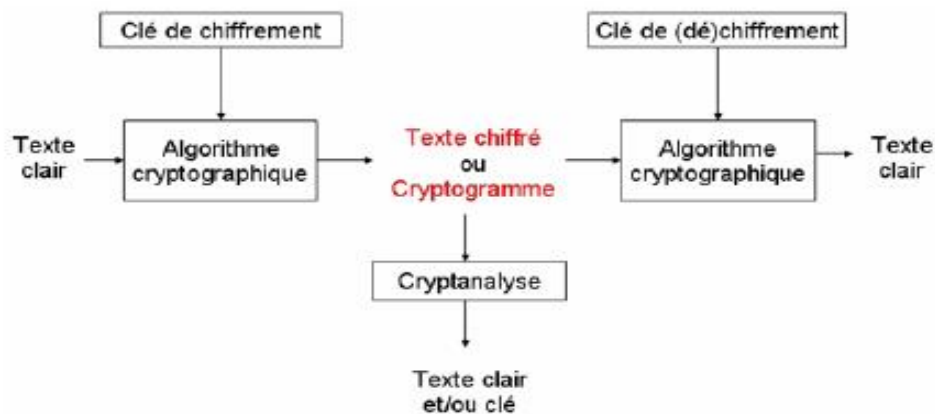 Clé de chiffrement
Clé de (dé)chiffrement
Texte
clair
Algorithme
cryptographique
Texte chiffré
ou
Cryptogramme
Algorithme
cryptographique
Texte
clair
Cryptanalyse
Texte clair
et/ou clé